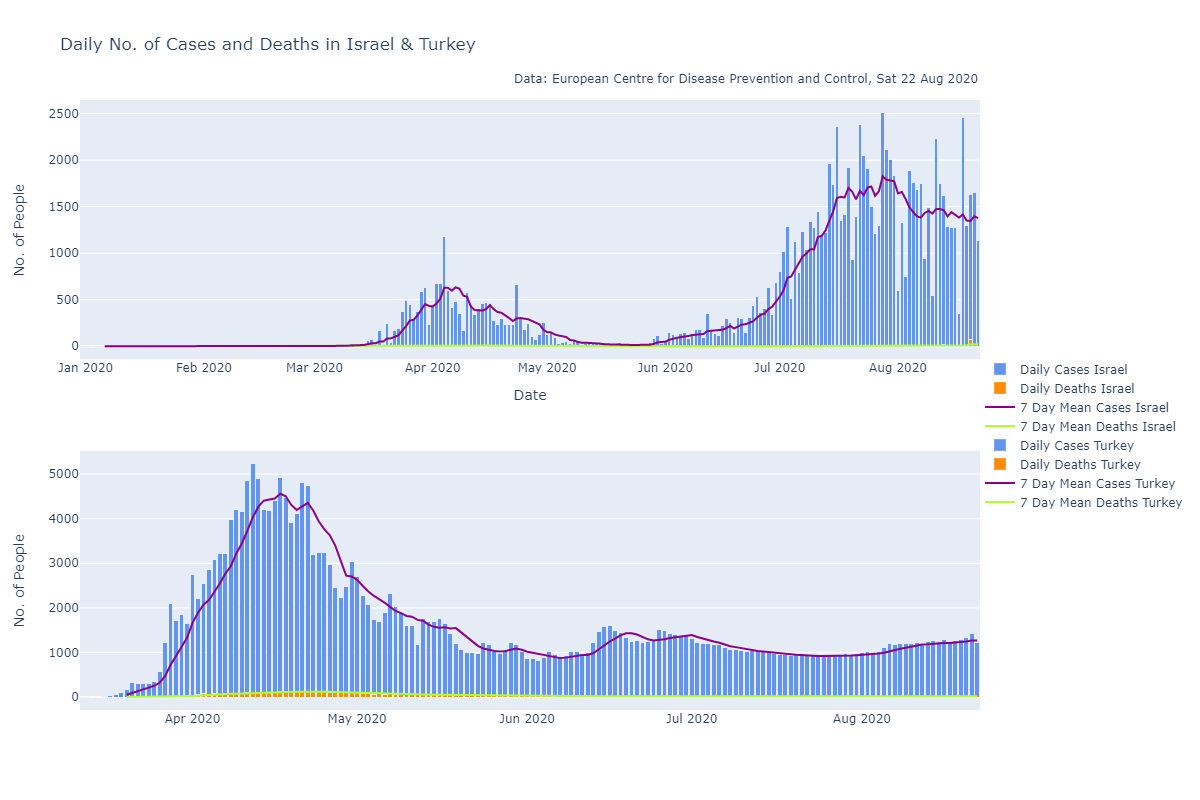 Daily No. of Cases and Deaths in Israel & Turkey
Data: European Centre for Disease Prevention and Control, Sat 22 Aug 2020
No. of People
2500
2000
1500
1000
500
0
Jan 2020
Feb 2020
Mar 2020
Apr 2020
May 2020
Jun 2020
Jul 2020
Aug 2020
Date
Daily Cases Israel
Daily Deaths Israel
7 Day Mean Cases Israel
7 Day Mean Deaths Israel
Daily Cases Turkey
Daily Deaths Turkey
7 Day Mean Cases Turkey
7 Day Mean Deaths Turkey
No. of People
5000
4000
3000
2000
1000
0
Apr 2020
May 2020
Jun 2020
Jul 2020
Aug 2020